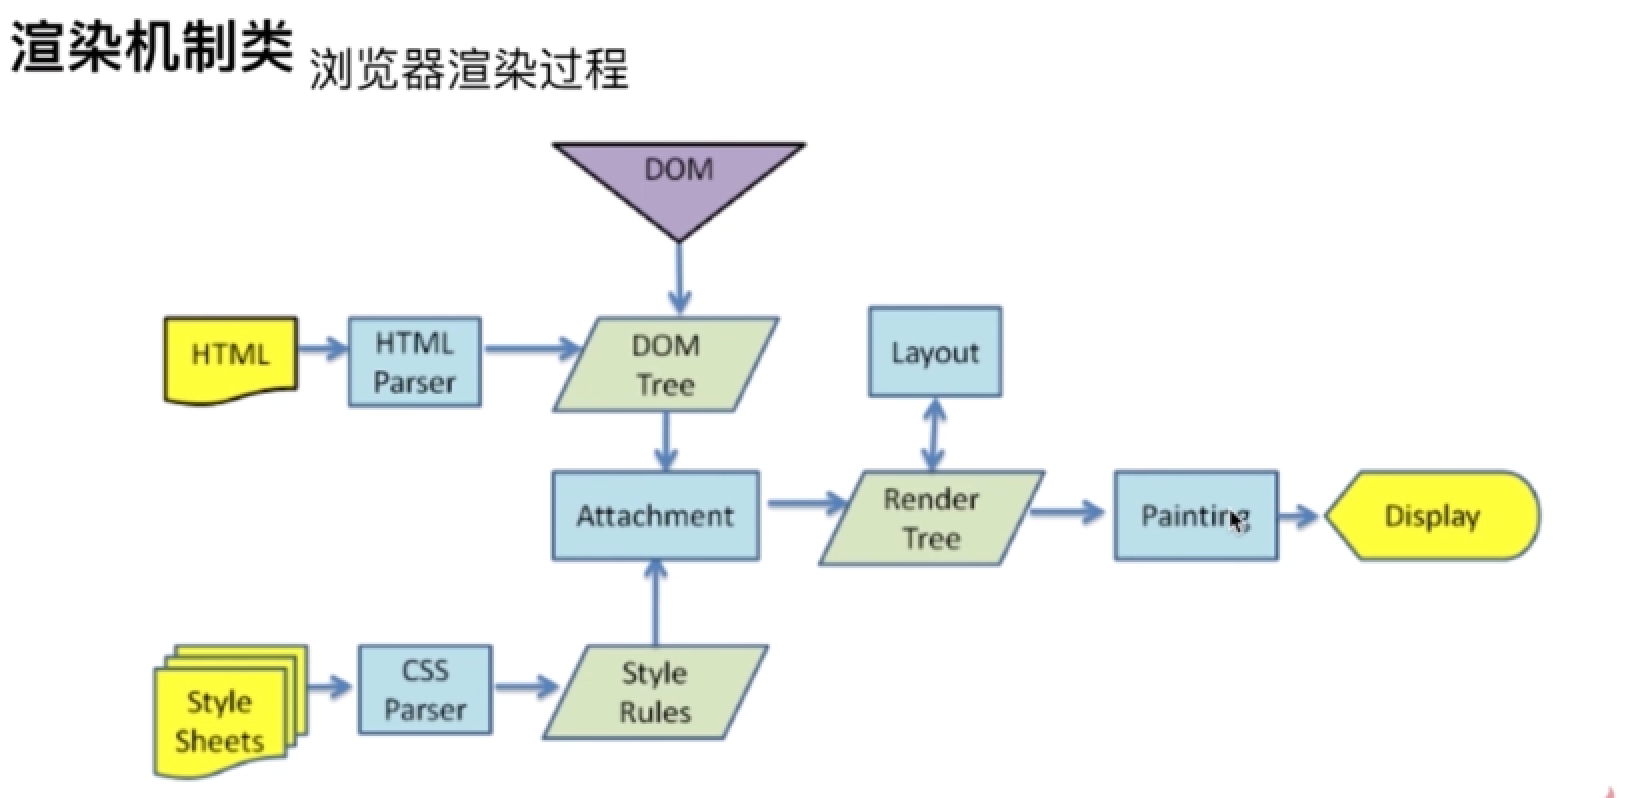 渲染机制类 浏览器渲染过程
DOM
HTML
HTML
Parser
DOM
Tree
Layout
Attachment
Render
Tree
Painting
Display
Style
Sheets
CSS
Parser
Style
Rules